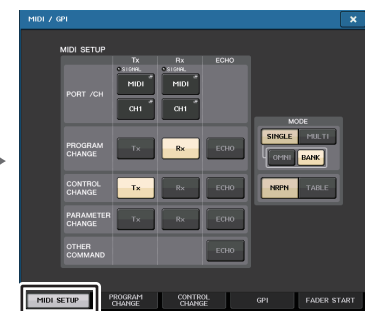 MIDI / GPI
MIDI SETUP
Tx Rx ECHO
SIGNAL SIGNAL
PORT /CH MIDI MIDI
CH1 CH1
PROGRAM CHANGE Tx Rx ECHO
CONTROL CHANGE Tx Rx ECHO
PARAMETER CHANGE Tx Rx ECHO
OTHER COMMAND ECHO
MODE
SINGLE MULTI
OMNI BANK
NRPN TABLE
MIDI SETUP PROGRAM CHANGE CONTROL CHANGE GPI FADER START